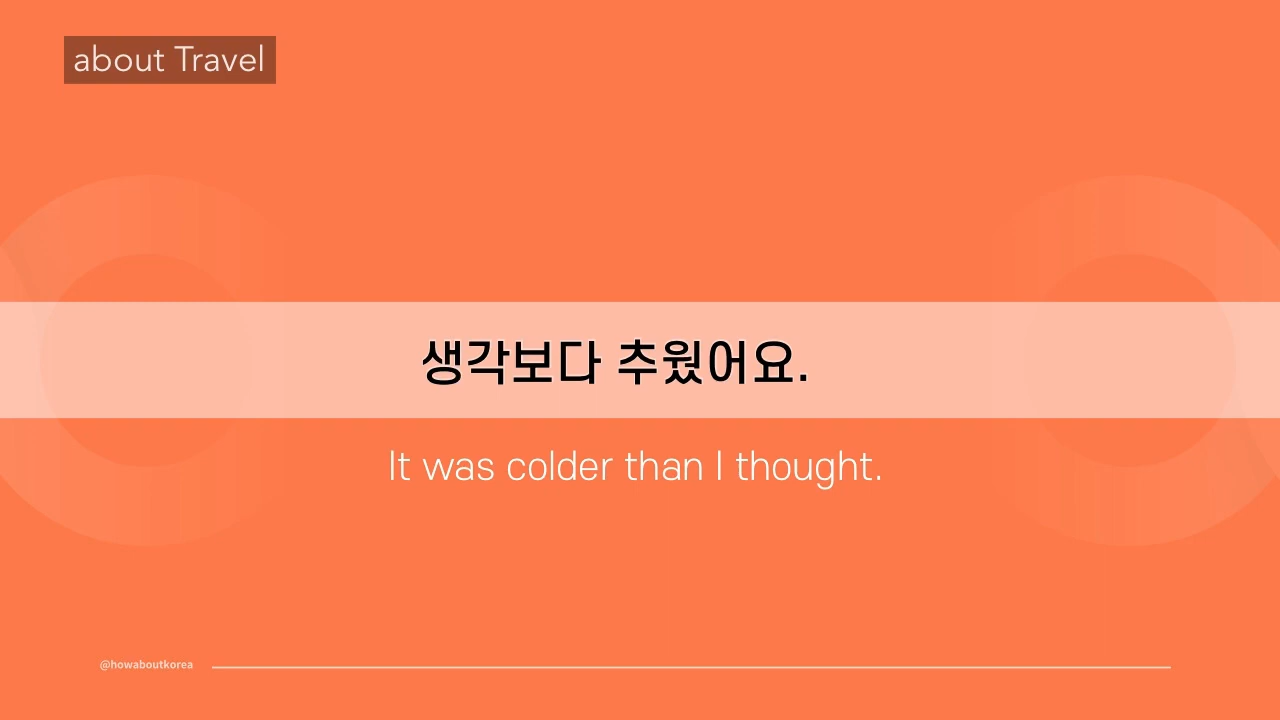 about Travel
생각보다 추웠어요.
It was colder than I thought.
@howaboutkorea